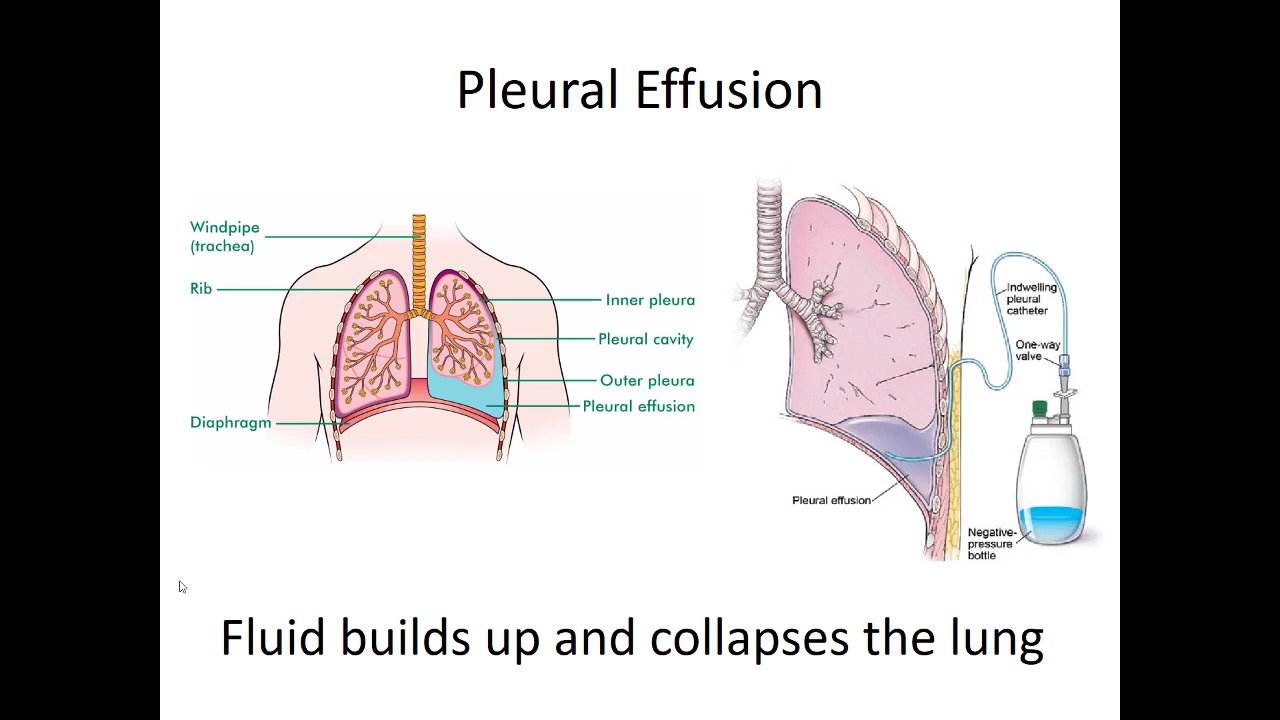 Pleural Effusion
Windpipe
(trachea)
Rib
Diaphragm
Inner pleura
Pleural cavity
Outer pleura
Pleural effusion
Indwelling
pleural
catheter
One-way
valve
Pleural effusion
Negative-
pressure
bottle
Fluid builds up and collapses the lung